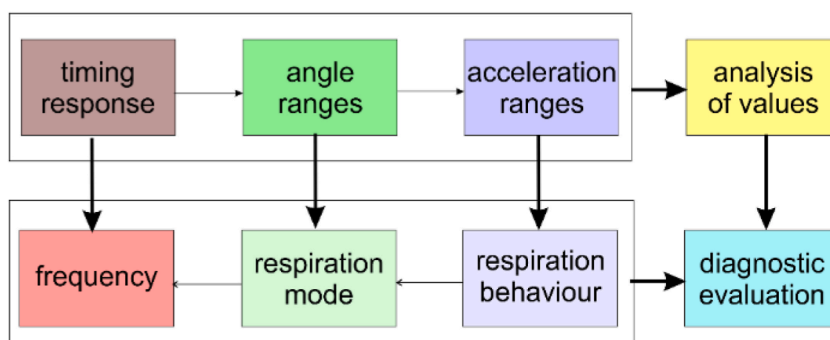 timing
response
angle
ranges
acceleration
ranges
analysis
of values
frequency
respiration
mode
respiration
behaviour
diagnostic
evaluation